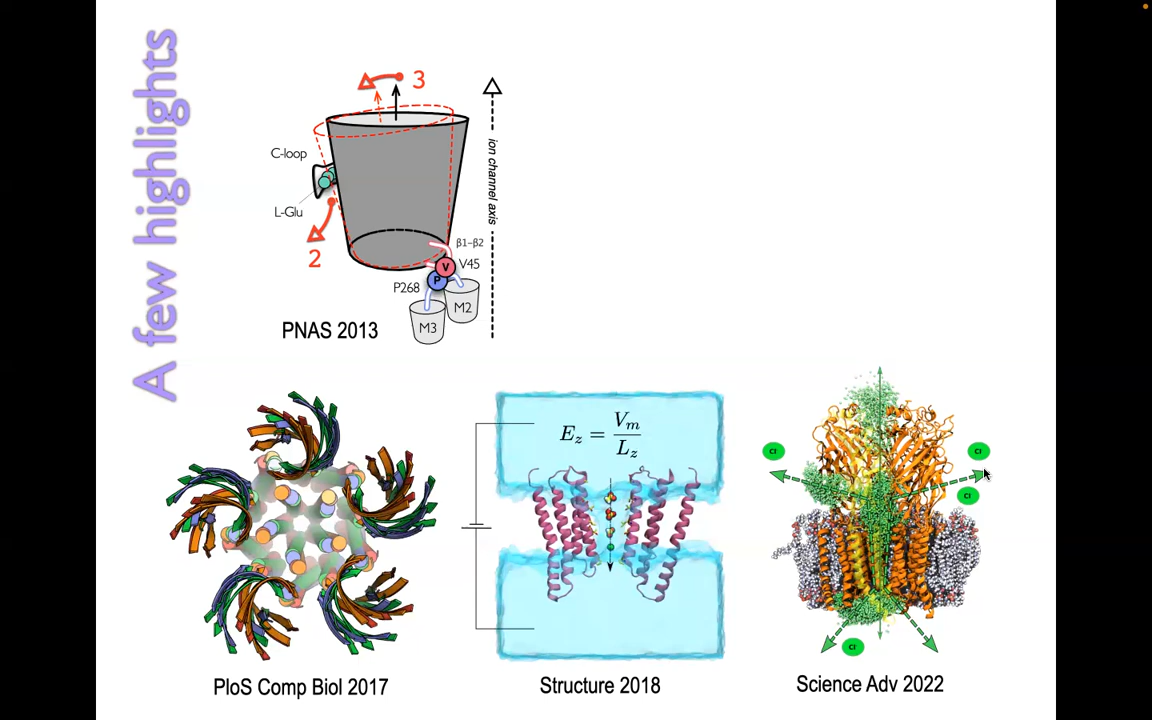 A few highlights
3
C-loop
L-Glu
2
ion channel axis
β1-β2
V
V45
P
P268
M2
M3
PNAS 2013
E_z = V_m / L_z
Cl⁻
Cl⁻
Cl⁻
Cl⁻
PloS Comp Biol 2017
Structure 2018
Science Adv 2022